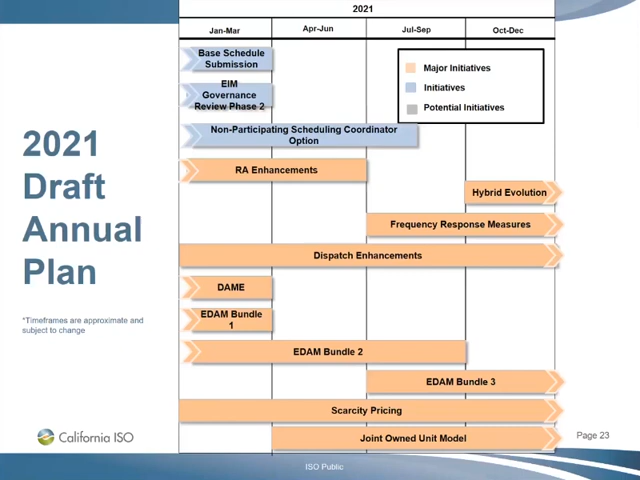 2021
Jan-Mar Apr-Jun Jul-Sep Oct-Dec
Base Schedule
Submission
EIM
Governance
Review Phase 2
Non-Participating Scheduling Coordinator
Option
RA Enhancements
Hybrid Evolution
Frequency Response Measures
Dispatch Enhancements
DAME
EDAM Bundle
1
EDAM Bundle 2
EDAM Bundle 3
Scarcity Pricing
Joint Owned Unit Model
Major Initiatives
Initiatives
Potential Initiatives
2021
Draft
Annual
Plan
*Timeframes are approximate and
subject to change
California ISO
Page 23
ISO Public